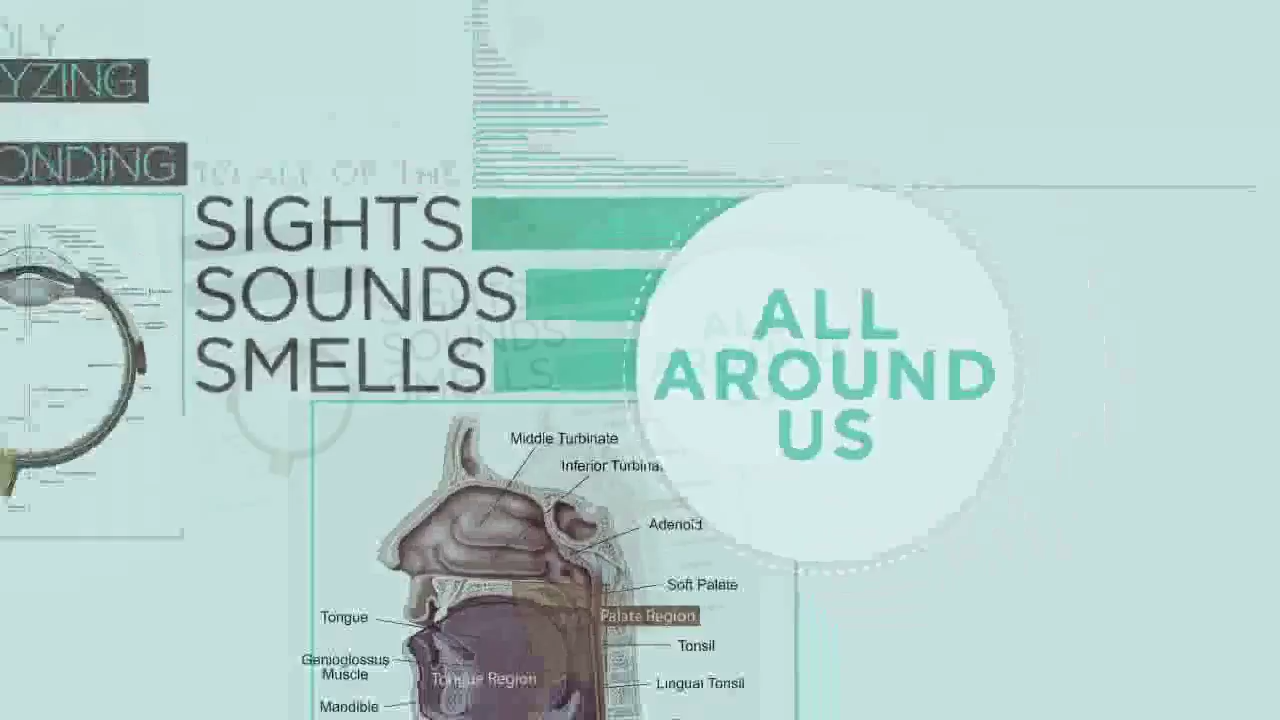 OLY
YZING
ONDING TO ALL OF THE
SIGHTS
SOUNDS
SMELLS
ALL
AROUND
US
Middle Turbinate
Inferior Turbina
Adenoid
Soft Palate
Palate Region
Tongue
Tonsil
Genioglossus
Muscle
Tongue Region
Lingual Tonsil
Mandible